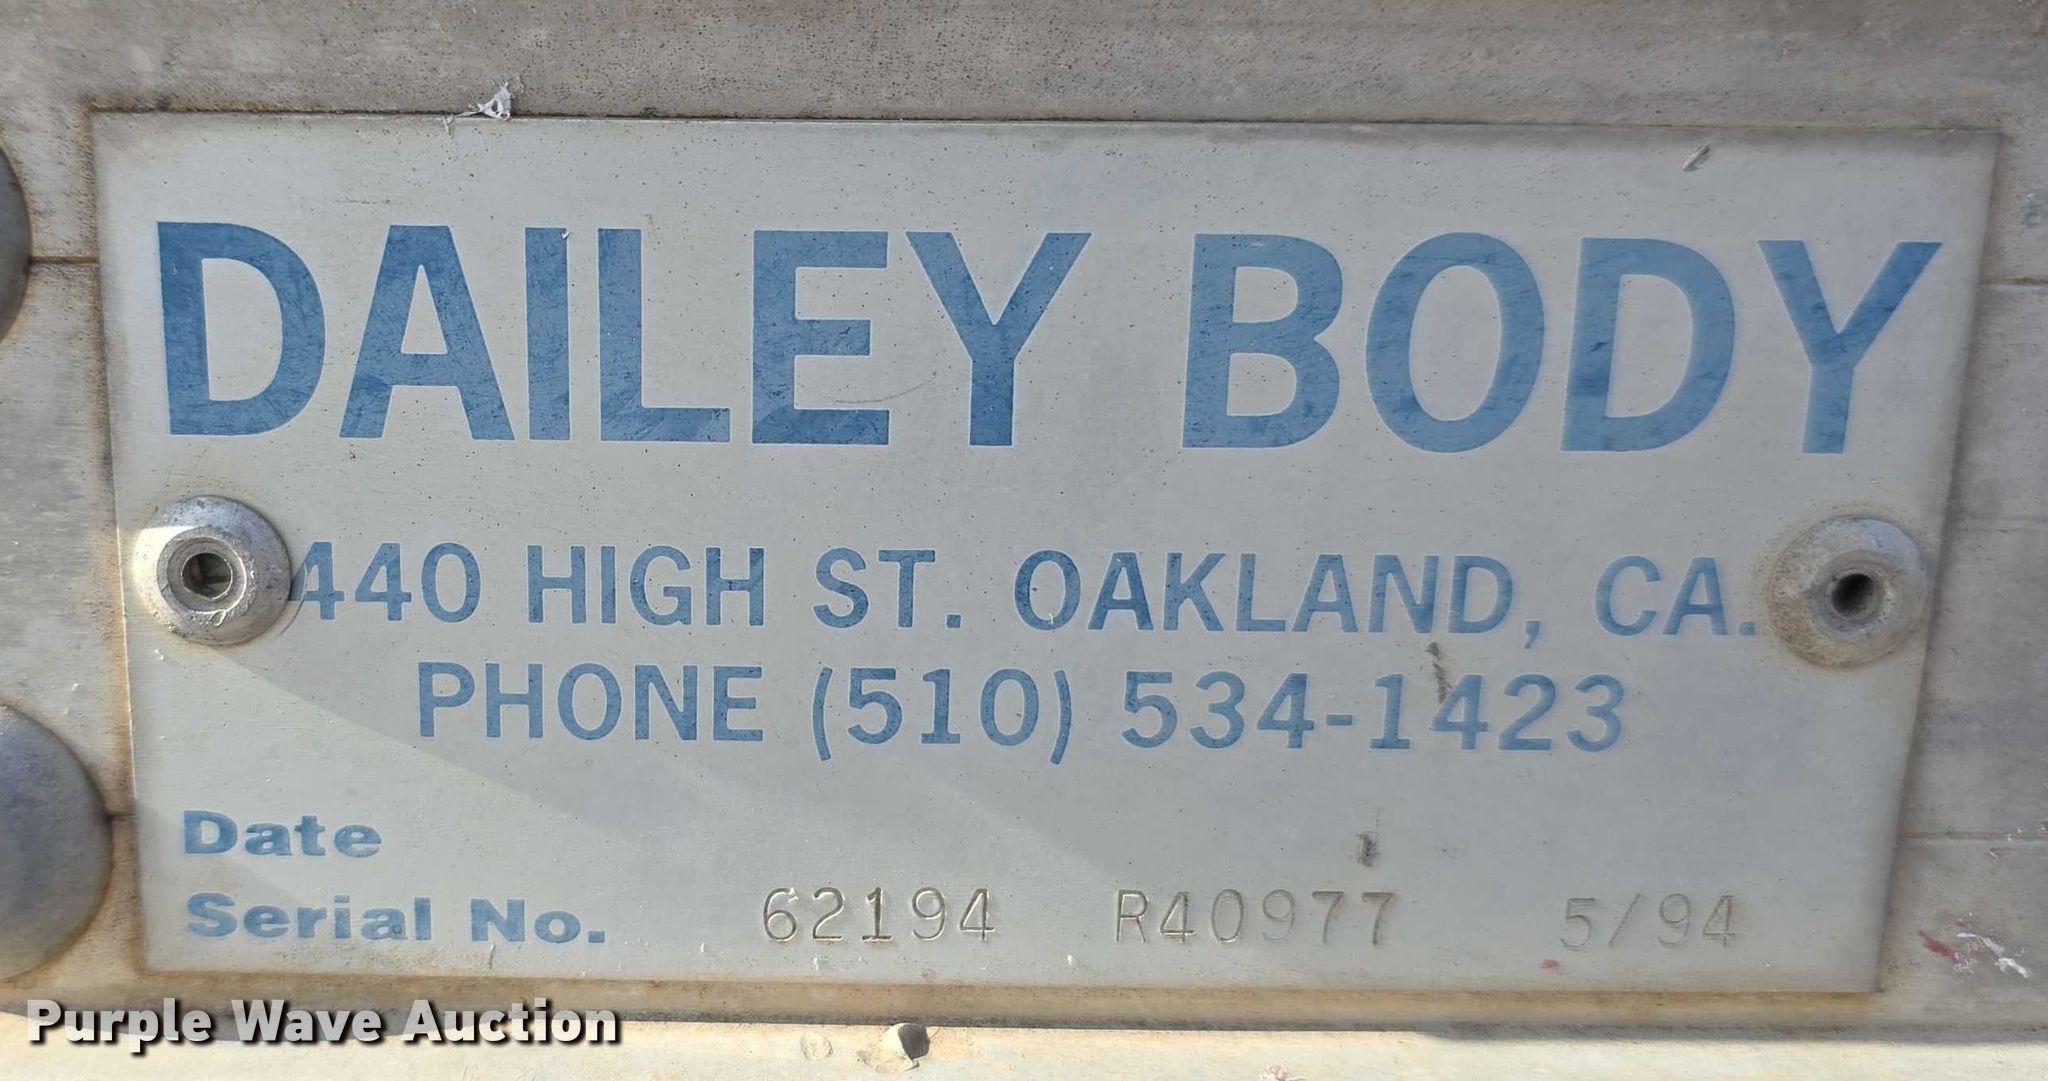 DAILEY BODY
440 HIGH ST. OAKLAND, CA.
PHONE (510) 534-1423
Date
Serial No. 62194 R40977 5/94
Purple Wave Auction